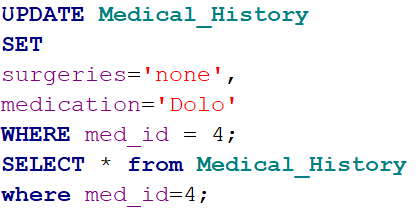 UPDATE Medical_History
SET
surgeries='none',
medication='Dolo'
WHERE med_id = 4;
SELECT * from Medical_History
where med_id=4;